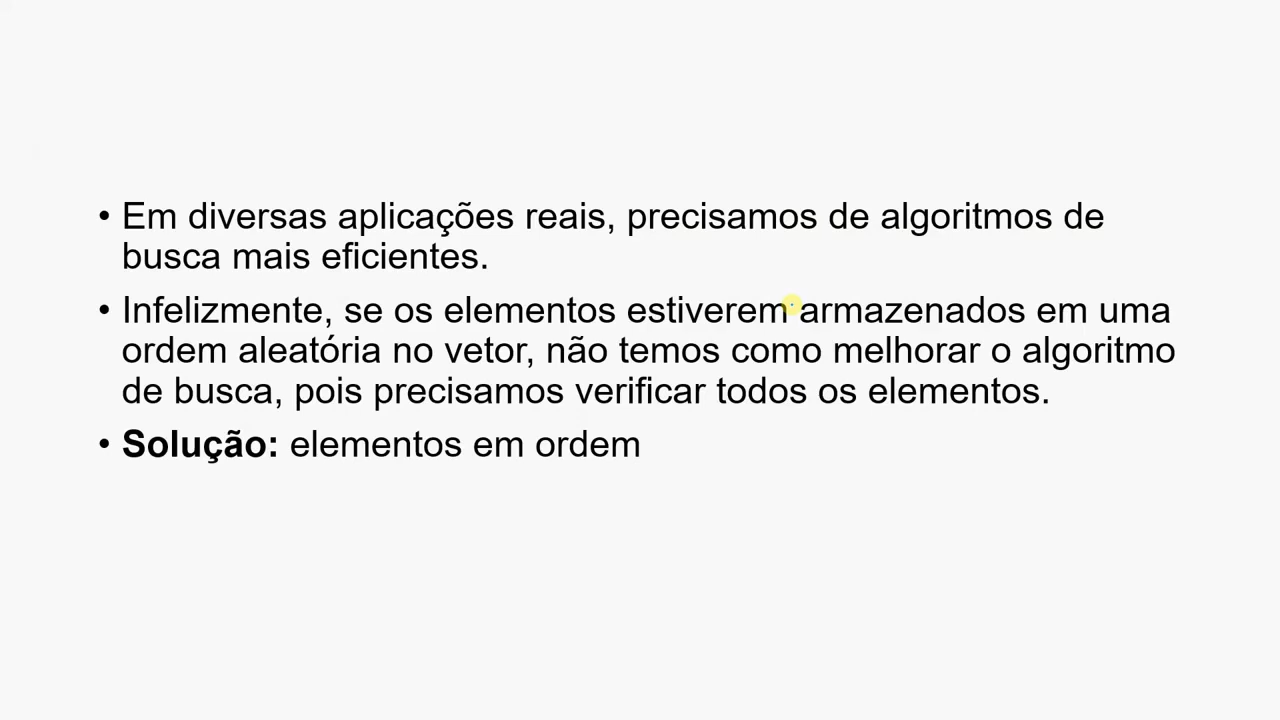 • Em diversas aplicações reais, precisamos de algoritmos de
busca mais eficientes.
• Infelizmente, se os elementos estiverem armazenados em uma
ordem aleatória no vetor, não temos como melhorar o algoritmo
de busca, pois precisamos verificar todos os elementos.
• Solução: elementos em ordem